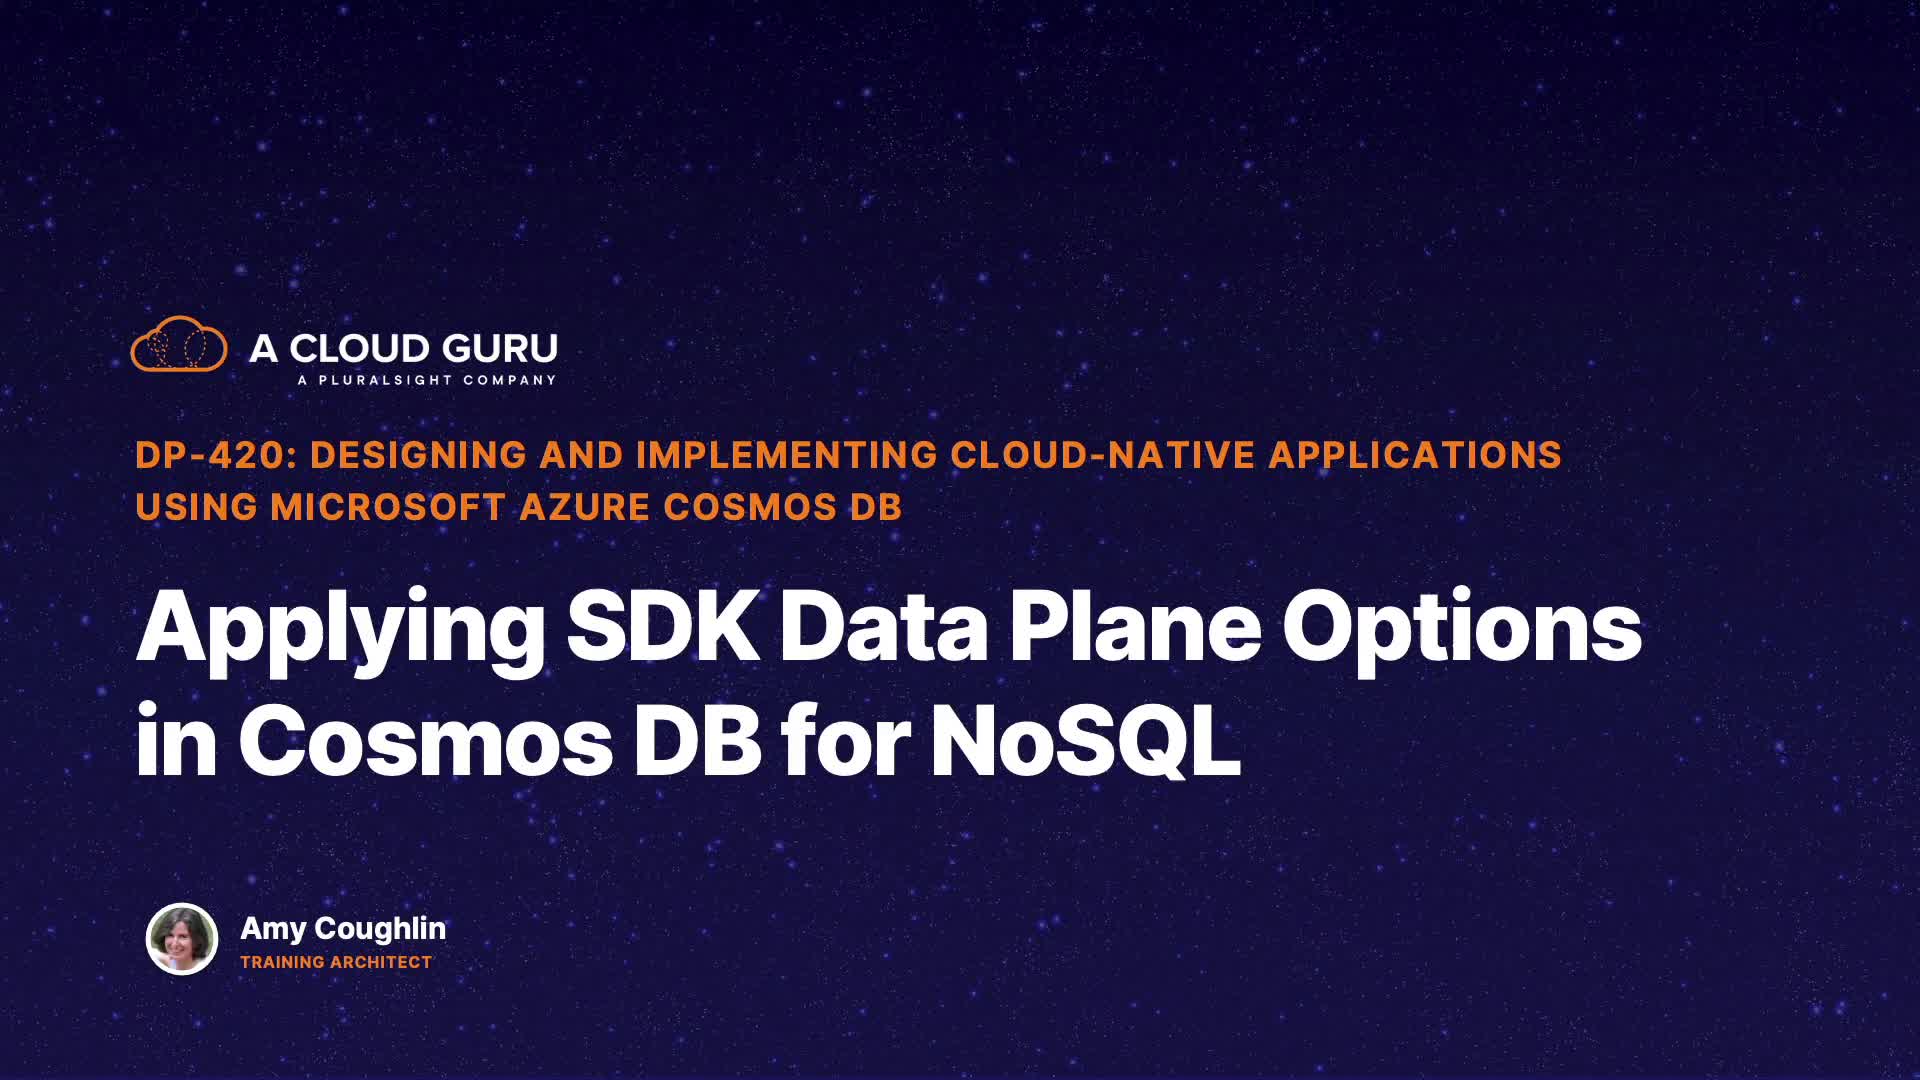 A CLOUD GURU
A PLURALSIGHT COMPANY
DP-420: DESIGNING AND IMPLEMENTING CLOUD-NATIVE APPLICATIONS
USING MICROSOFT AZURE COSMOS DB
Applying SDK Data Plane Options
in Cosmos DB for NoSQL
Amy Coughlin
TRAINING ARCHITECT